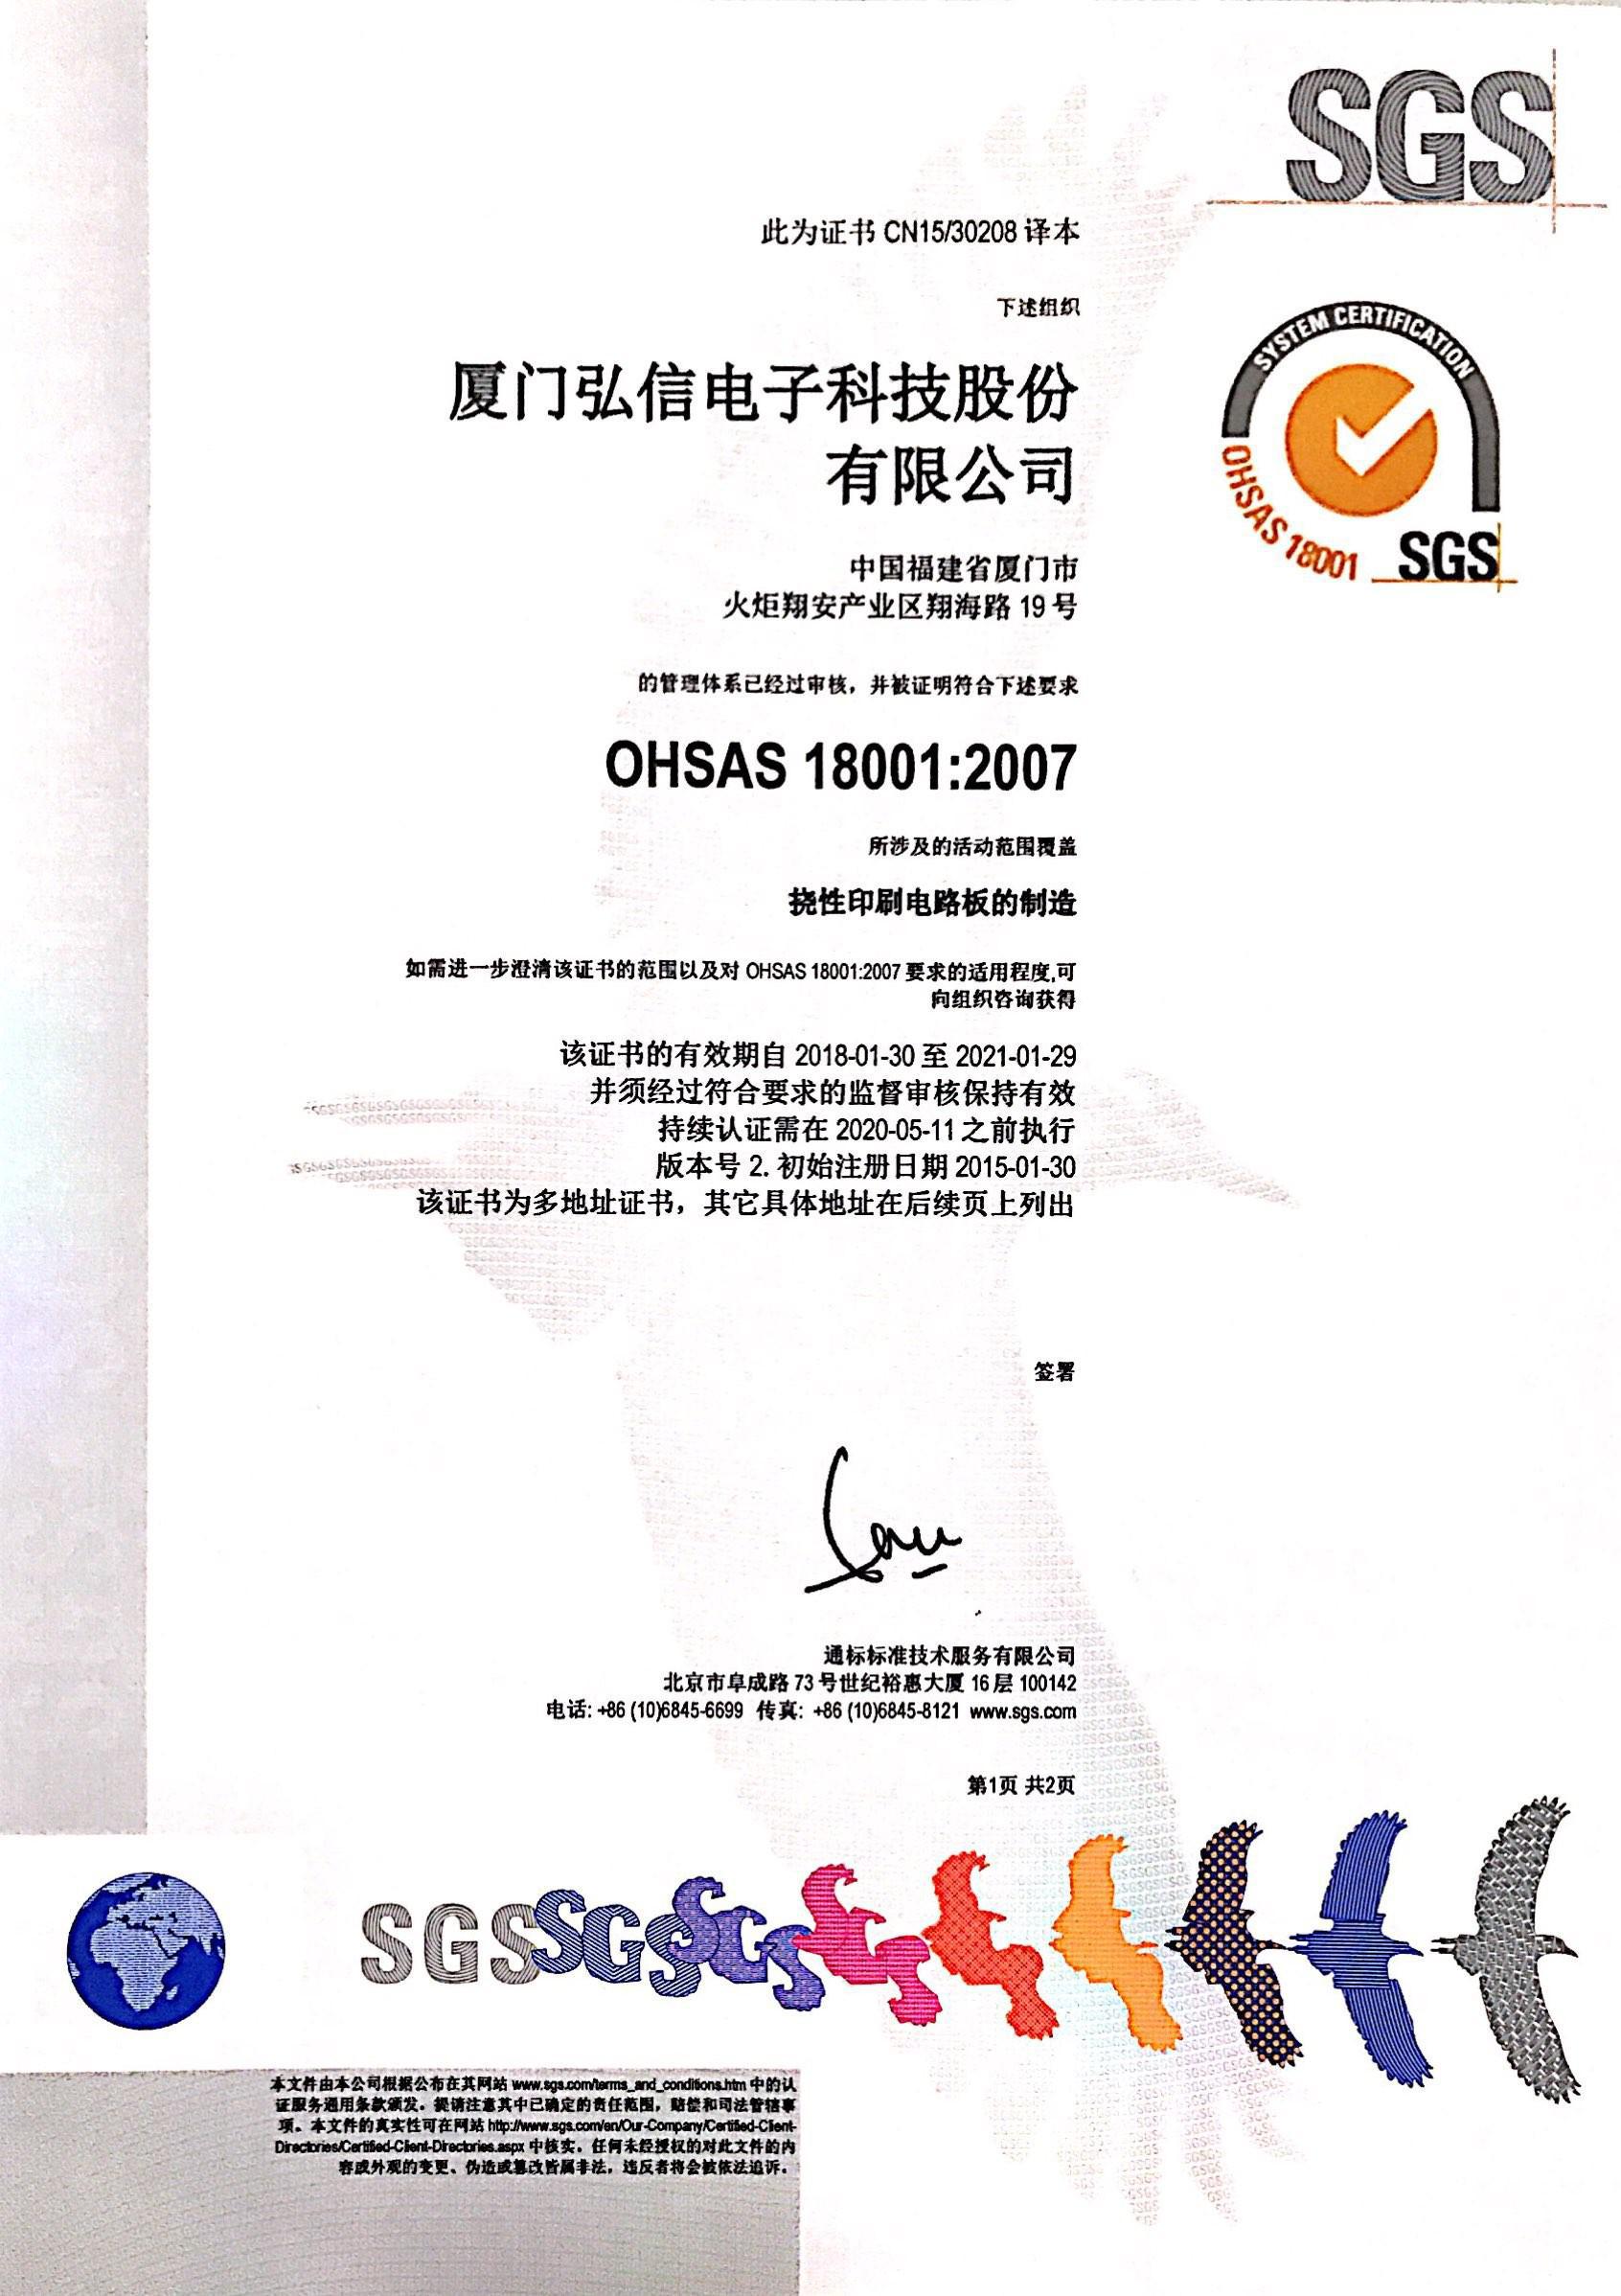 SGS
此为证书 CN15/30208 译本
下述组织
厦门弘信电子科技股份
有限公司
SYSTEM CERTIFICATION
OHSAS 18001
SGS
中国福建省厦门市
火炬翔安产业区翔海路 19 号
的管理体系已经过审核，并被证明符合下述要求
OHSAS 18001:2007
所涉及的活动范围覆盖
挠性印刷电路板的制造
如需进一步澄清该证书的范围以及对 OHSAS 18001:2007 要求的适用程度,可
向组织咨询获得
该证书的有效期自 2018-01-30 至 2021-01-29
并须经过符合要求的监督审核保持有效
持续认证需在 2020-05-11 之前执行
版本号 2. 初始注册日期 2015-01-30
该证书为多地址证书，其它具体地址在后续页上列出
签署
通标标准技术服务有限公司
北京市阜成路 73 号世纪裕惠大厦 16 层 100142
电话: +86 (10)6845-6699 传真: +86 (10)6845-8121 www.sgs.com
第1页 共2页
SGS SGS SGS
本文件由本公司根据公布在其网站 www.sgs.com/terms_and_conditions.htm 中的认
证服务通用条款颁发。提请注意其中已确定的责任范围，赔偿和司法管辖事
项。本文件的真实性可在网站 http://www.sgs.com/en/Our-Company/Certified-Client-
Directories/Certified-Client-Directories.aspx 中核实。任何未经授权的对此文件的内
容或外观的变更、伪造或篡改皆属非法，违反者将会被依法追诉。